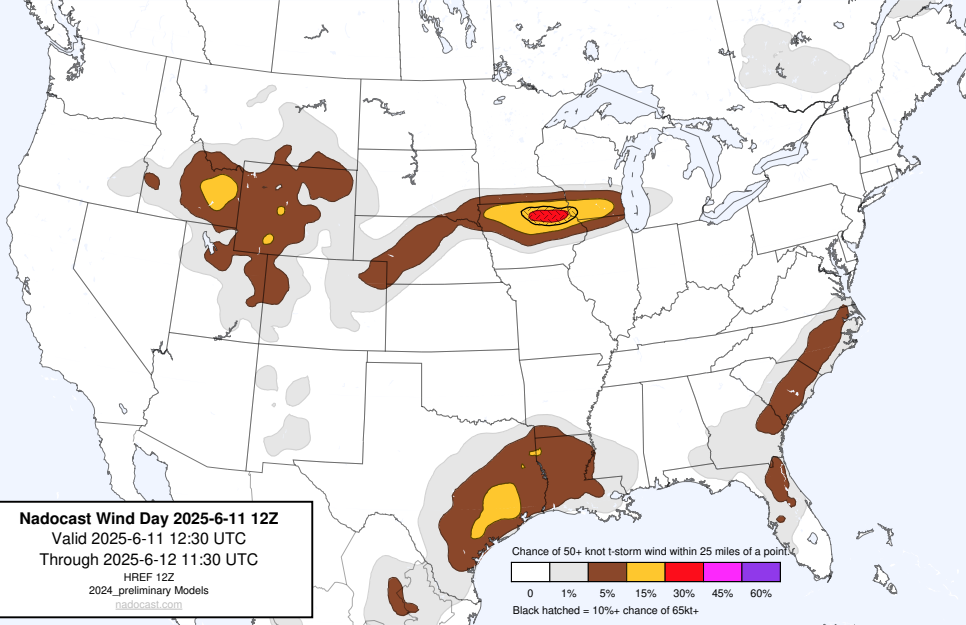 Nadocast Wind Day 2025-6-11 12Z
Valid 2025-6-11 12:30 UTC
Through 2025-6-12 11:30 UTC
HREF 12Z
2024_preliminary Models
nadocast.com
Chance of 50+ knot t-storm wind within 25 miles of a point.
0 1% 5% 15% 30% 45% 60%
Black hatched = 10%+ chance of 65kt+